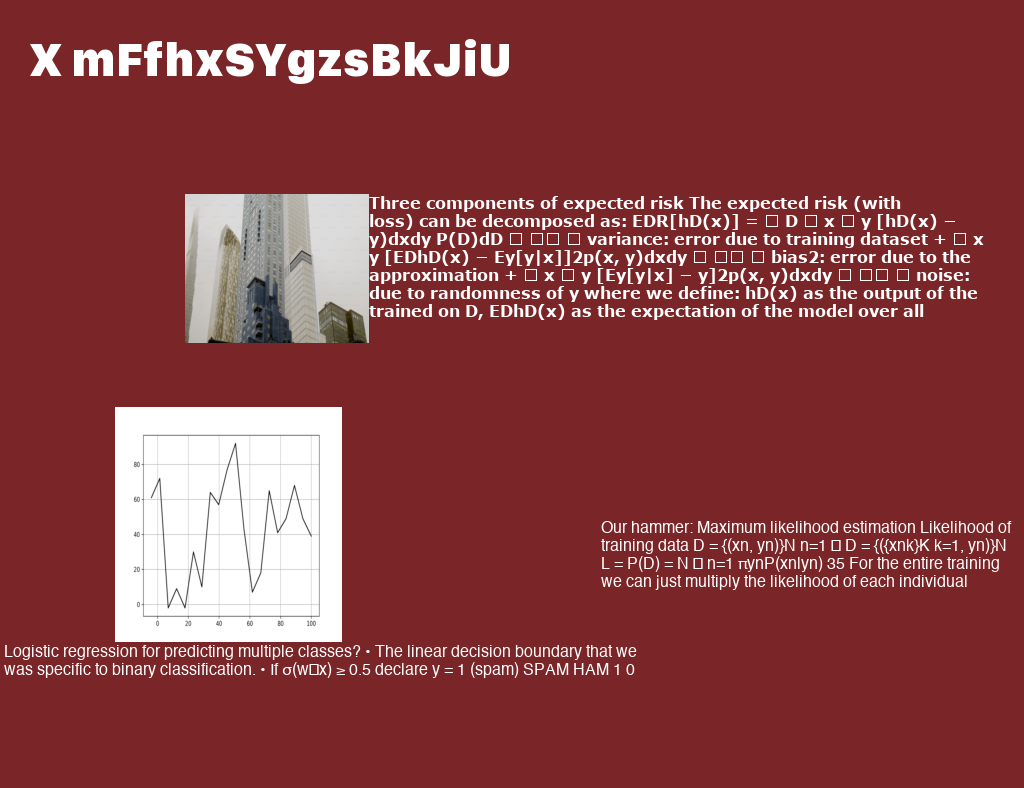 X mFfhxSYgzsBkJiU
Three components of expected risk The expected risk (with
loss) can be decomposed as: EDR[hD(x)] = □ D □ x □ y [hD(x) −
y)dxdy P(D)dD □ □□ □ variance: error due to training dataset + □ x
y [EDhD(x) − Ey[y|x]]2p(x, y)dxdy □ □□ □ bias2: error due to the
approximation + □ x □ y [Ey[y|x] − y]2p(x, y)dxdy □ □□ □ noise:
due to randomness of y where we define: hD(x) as the output of the
trained on D, EDhD(x) as the expectation of the model over all
80
60
40
20
0
0 20 40 60 80 100
Our hammer: Maximum likelihood estimation Likelihood of
training data D = {(xn, yn)}N n=1 □ D = {({xnk}K k=1, yn)}N
L = P(D) = N □ n=1 πynP(xn|yn) 35 For the entire training
we can just multiply the likelihood of each individual
Logistic regression for predicting multiple classes? • The linear decision boundary that we
was specific to binary classification. • If σ(w□x) ≥ 0.5 declare y = 1 (spam) SPAM HAM 1 0